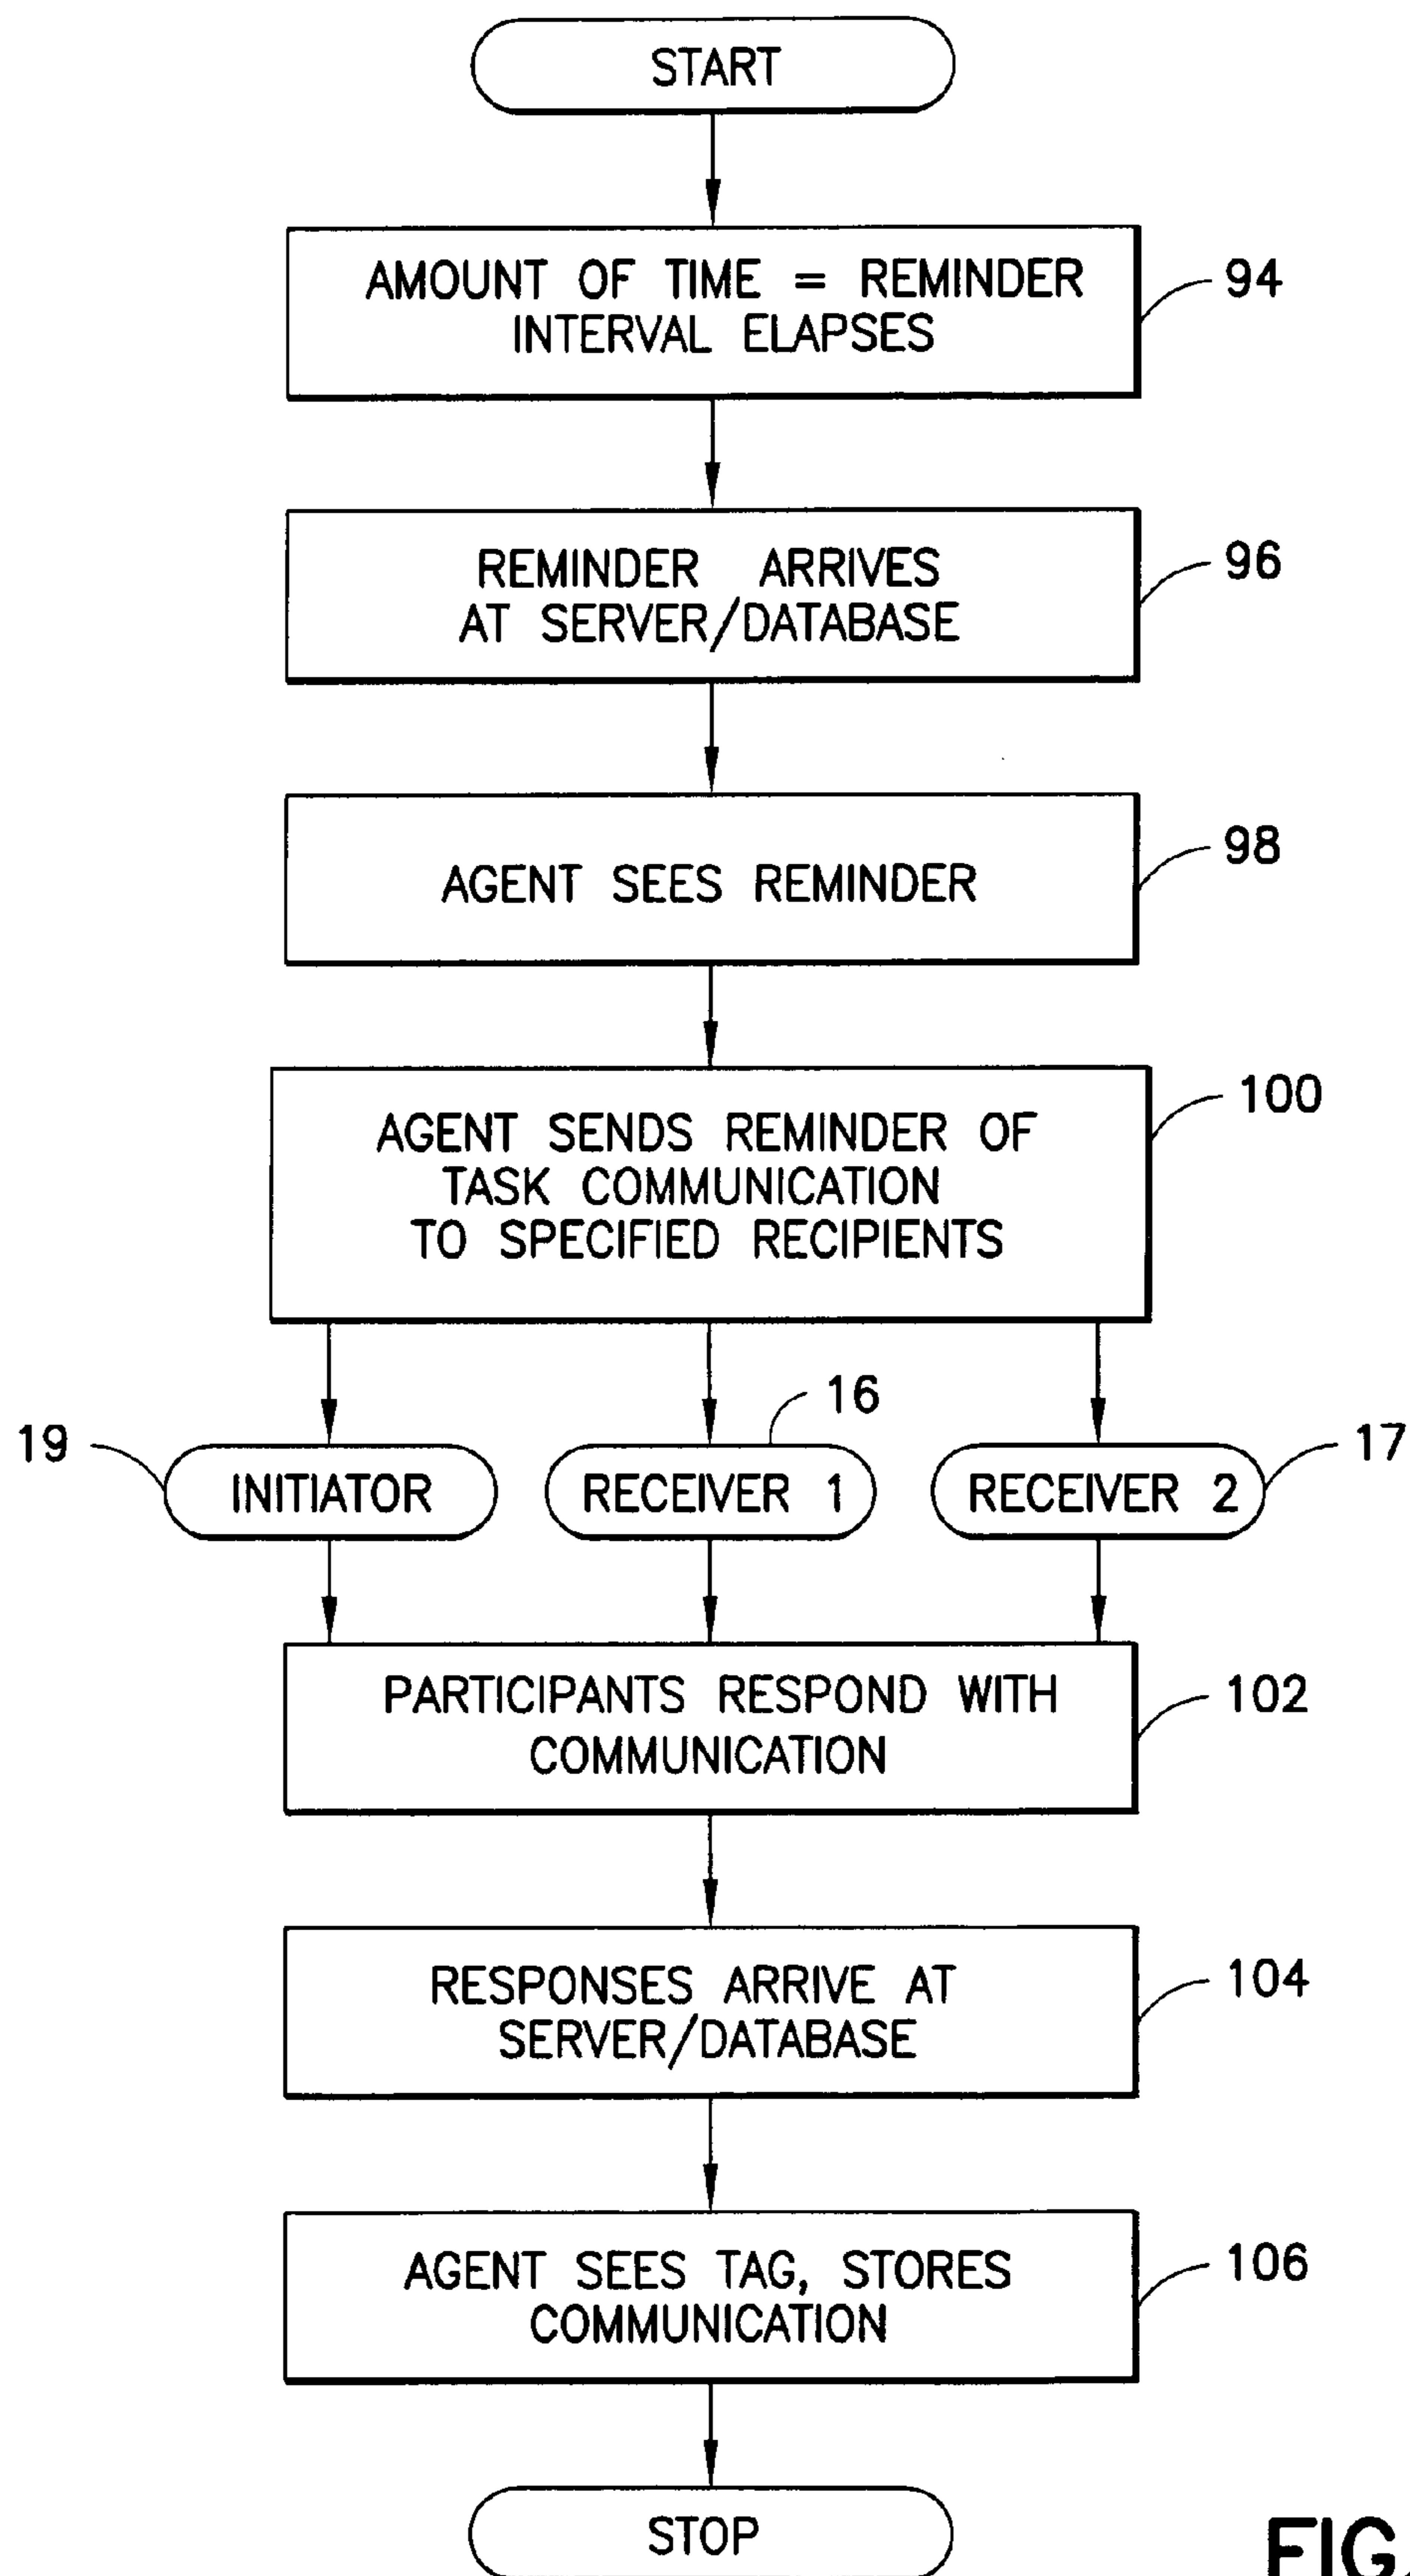 START
AMOUNT OF TIME = REMINDER
INTERVAL ELAPSES
94
REMINDER ARRIVES
AT SERVER/DATABASE
96
AGENT SEES REMINDER
98
AGENT SENDS REMINDER OF
TASK COMMUNICATION
TO SPECIFIED RECIPIENTS
100
19
INITIATOR
16
RECEIVER 1
RECEIVER 2
17
PARTICIPANTS RESPOND WITH
COMMUNICATION
102
RESPONSES ARRIVE AT
SERVER/DATABASE
104
AGENT SEES TAG, STORES
COMMUNICATION
106
STOP
FIG.